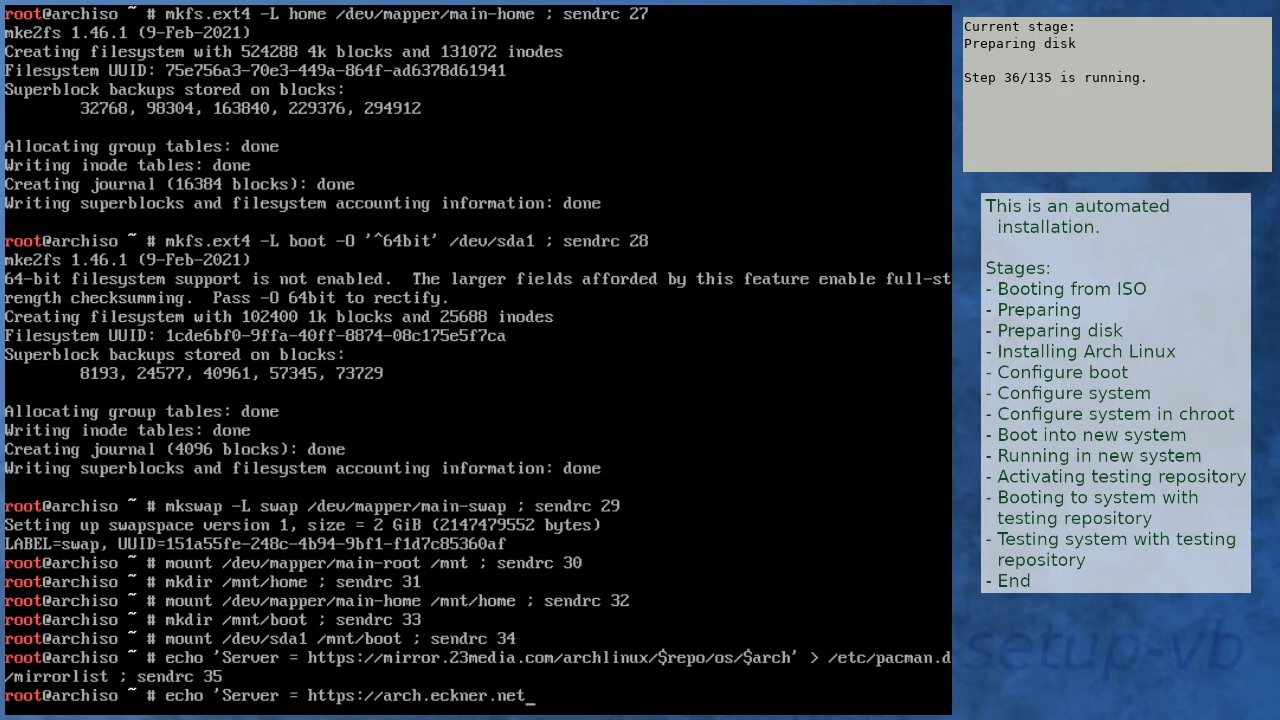 root@archiso ~ # mkfs.ext4 -L home /dev/mapper/main-home ; sendrc 27
mke2fs 1.46.1 (9-Feb-2021)
Creating filesystem with 524288 4k blocks and 131072 inodes
Filesystem UUID: 75e756a3-70e3-449a-864f-ad6378d61941
Superblock backups stored on blocks:
32768, 98304, 163840, 229376, 294912
Allocating group tables: done
Writing inode tables: done
Creating journal (16384 blocks): done
Writing superblocks and filesystem accounting information: done
root@archiso ~ # mkfs.ext4 -L boot -O '^64bit' /dev/sda1 ; sendrc 28
mke2fs 1.46.1 (9-Feb-2021)
64-bit filesystem support is not enabled.  The larger fields afforded by this feature enable full-st
rength checksumming.  Pass -O 64bit to rectify.
Creating filesystem with 102400 1k blocks and 25688 inodes
Filesystem UUID: 1cde6bf0-9ffa-40ff-8874-08c175e5f7ca
Superblock backups stored on blocks:
8193, 24577, 40961, 57345, 73729
Allocating group tables: done
Writing inode tables: done
Creating journal (4096 blocks): done
Writing superblocks and filesystem accounting information: done
root@archiso ~ # mkswap -L swap /dev/mapper/main-swap ; sendrc 29
Setting up swapspace version 1, size = 2 GiB (2147479552 bytes)
LABEL=swap, UUID=151a55fe-248c-4b94-9bf1-f1d7c85360af
root@archiso ~ # mount /dev/mapper/main-root /mnt ; sendrc 30
root@archiso ~ # mkdir /mnt/home ; sendrc 31
root@archiso ~ # mount /dev/mapper/main-home /mnt/home ; sendrc 32
root@archiso ~ # mkdir /mnt/boot ; sendrc 33
root@archiso ~ # mount /dev/sda1 /mnt/boot ; sendrc 34
root@archiso ~ # echo 'Server = https://mirror.23media.com/archlinux/$repo/os/$arch' > /etc/pacman.d
/mirrorlist ; sendrc 35
root@archiso ~ # echo 'Server = https://arch.eckner.net_
Current stage:
Preparing disk
Step 36/135 is running.
This is an automated
installation.
Stages:
- Booting from ISO
- Preparing
- Preparing disk
- Installing Arch Linux
- Configure boot
- Configure system
- Configure system in chroot
- Boot into new system
- Running in new system
- Activating testing repository
- Booting to system with
testing repository
- Testing system with testing
repository
- End
setup-vb